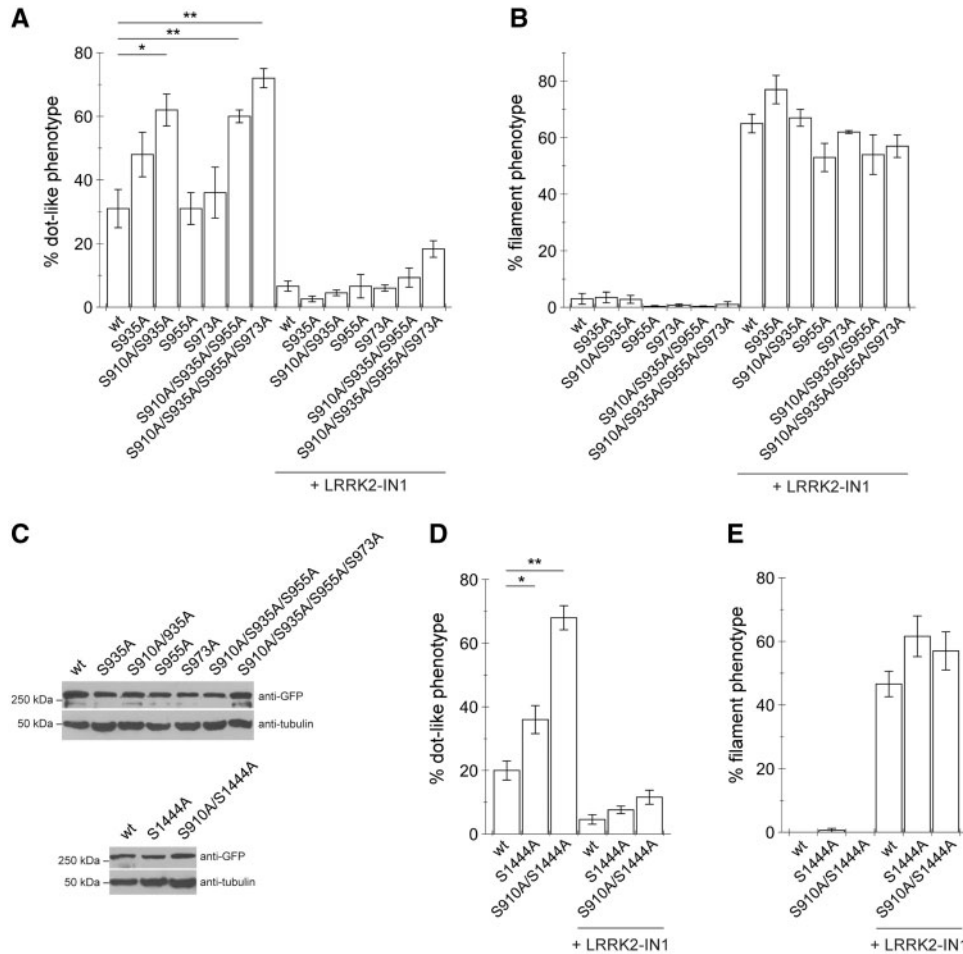 A
**
**
*
80
60
40
20
0
% dot-like phenotype
wt
S935A
S910A/S935A
S955A
S973A
S910A/S935A/S955A
S910A/S935A/S955A/S973A
wt
S935A
S910A/S935A
S955A
S973A
S910A/S935A/S955A
S910A/S935A/S955A/S973A
+ LRRK2-IN1
B
80
60
40
20
0
% filament phenotype
wt
S935A
S910A/S935A
S955A
S973A
S910A/S935A/S955A
S910A/S935A/S955A/S973A
wt
S935A
S910A/S935A
S955A
S973A
S910A/S935A/S955A
S910A/S935A/S955A/S973A
+ LRRK2-IN1
C
wt
S935A
S910A/935A
S955A
S973A
S910A/S935A/S955A
S910A/S935A/S955A/S973A
250 kDa
anti-GFP
50 kDa
anti-tubulin
wt
S1444A
S910A/S1444A
250 kDa
anti-GFP
50 kDa
anti-tubulin
D
**
*
80
60
40
20
0
% dot-like phenotype
wt
S1444A
S910A/S1444A
wt
S1444A
S910A/S1444A
+ LRRK2-IN1
E
80
60
40
20
0
% filament phenotype
wt
S1444A
S910A/S1444A
wt
S1444A
S910A/S1444A
+ LRRK2-IN1